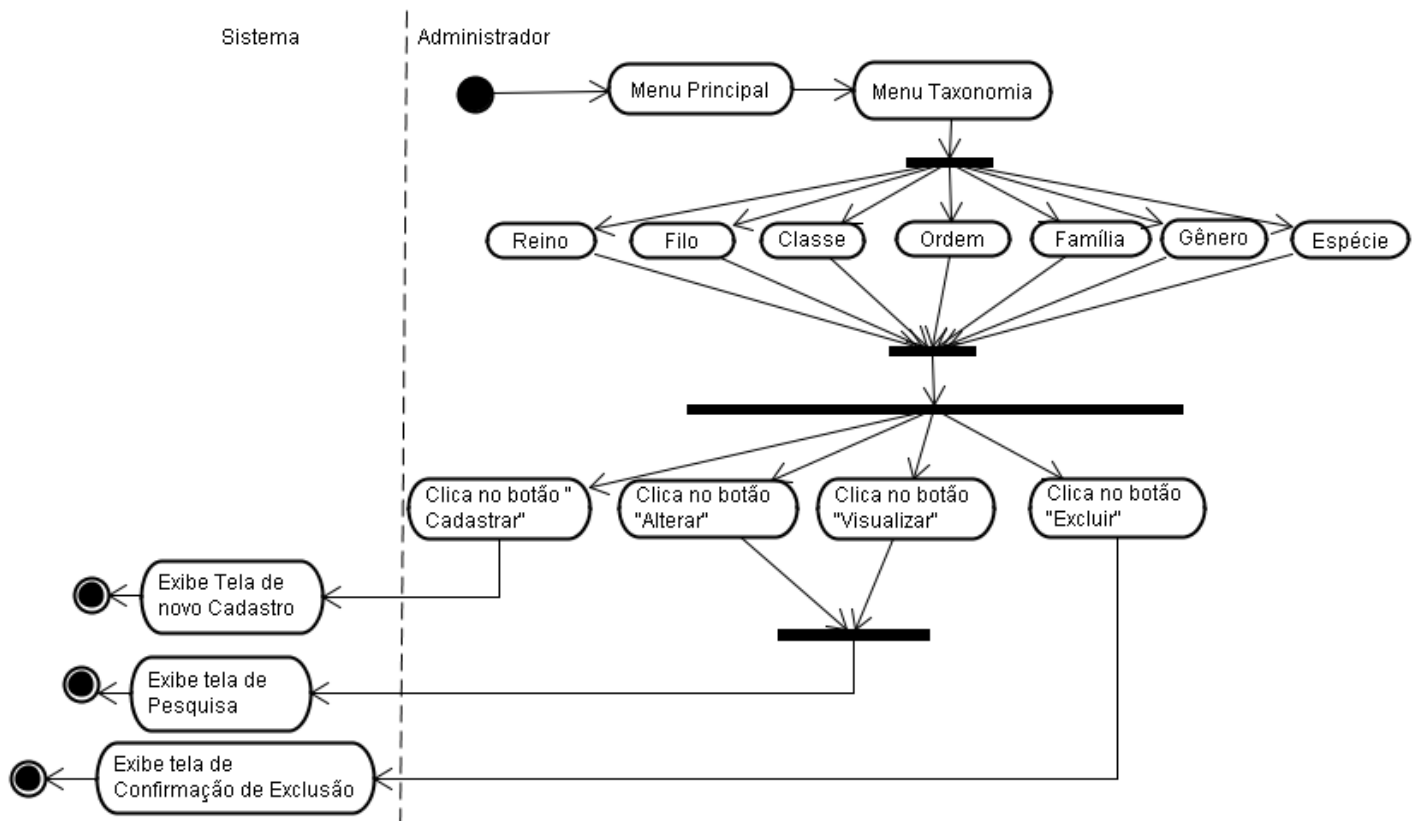 Sistema
Administrador
Menu Principal
Menu Taxonomia
Reino
Filo
Classe
Ordem
Família
Gênero
Espécie
Clica no botão "
Cadastrar"
Clica no botão
"Alterar"
Clica no botão
"Visualizar"
Clica no botão
"Excluir"
Exibe Tela de
novo Cadastro
Exibe tela de
Pesquisa
Exibe tela de
Confirmação de Exclusão